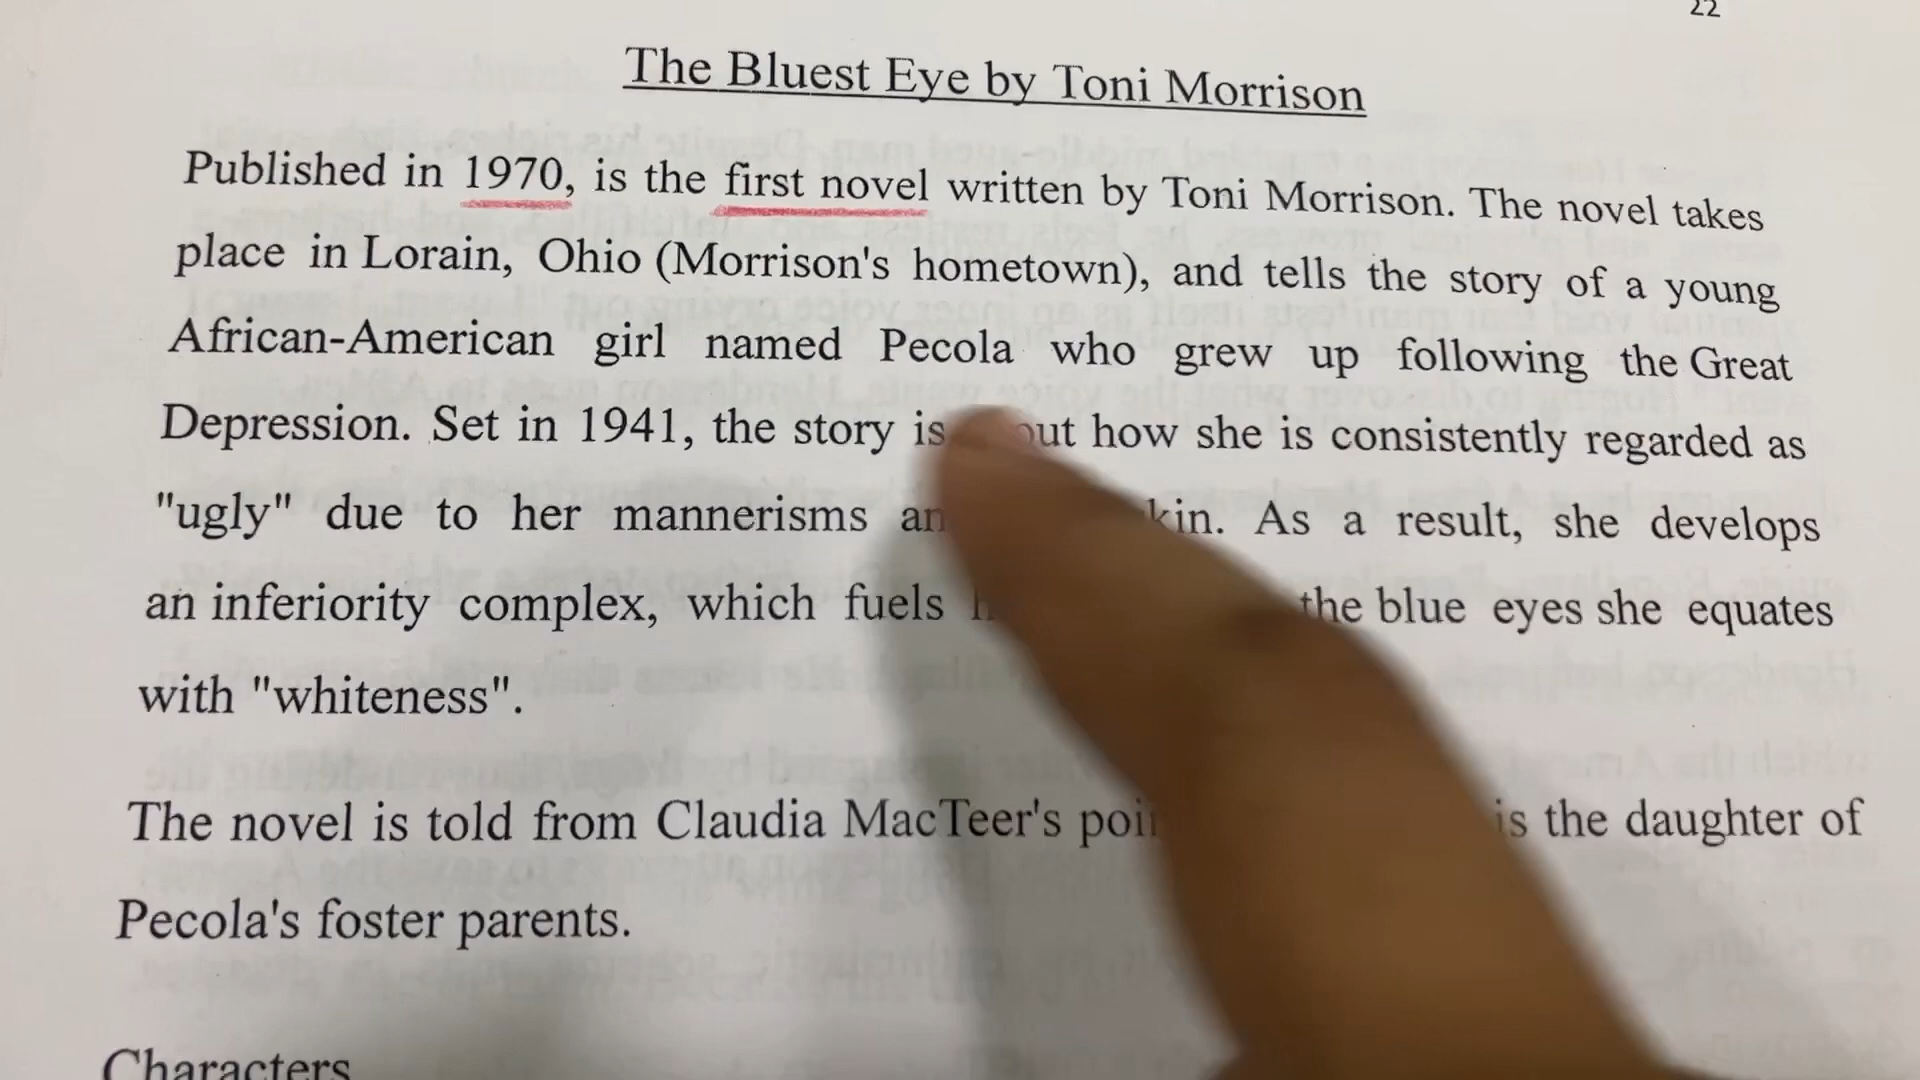 22
The Bluest Eye by Toni Morrison
Published in 1970, is the first novel written by Toni Morrison. The novel takes
place in Lorain, Ohio (Morrison's hometown), and tells the story of a young
African-American girl named Pecola who grew up following the Great
Depression. Set in 1941, the story is how she is consistently regarded as
"ugly" due to her mannerisms As a result, she develops
an inferiority complex, which fuels the blue eyes she equates
with "whiteness".
The novel is told from Claudia MacTeer's is the daughter of
Pecola's foster parents.
Characters